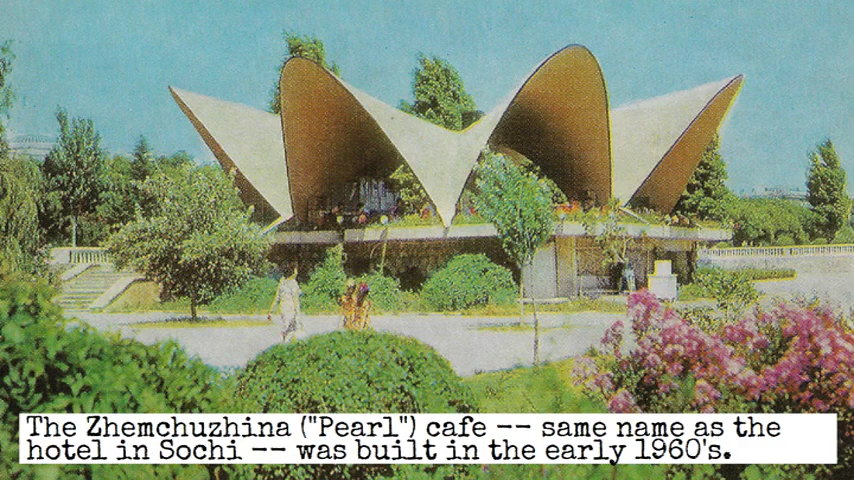 The Zhemchuzhina ("Pearl") cafe -- same name as the
hotel in Sochi -- was built in the early 1960's.